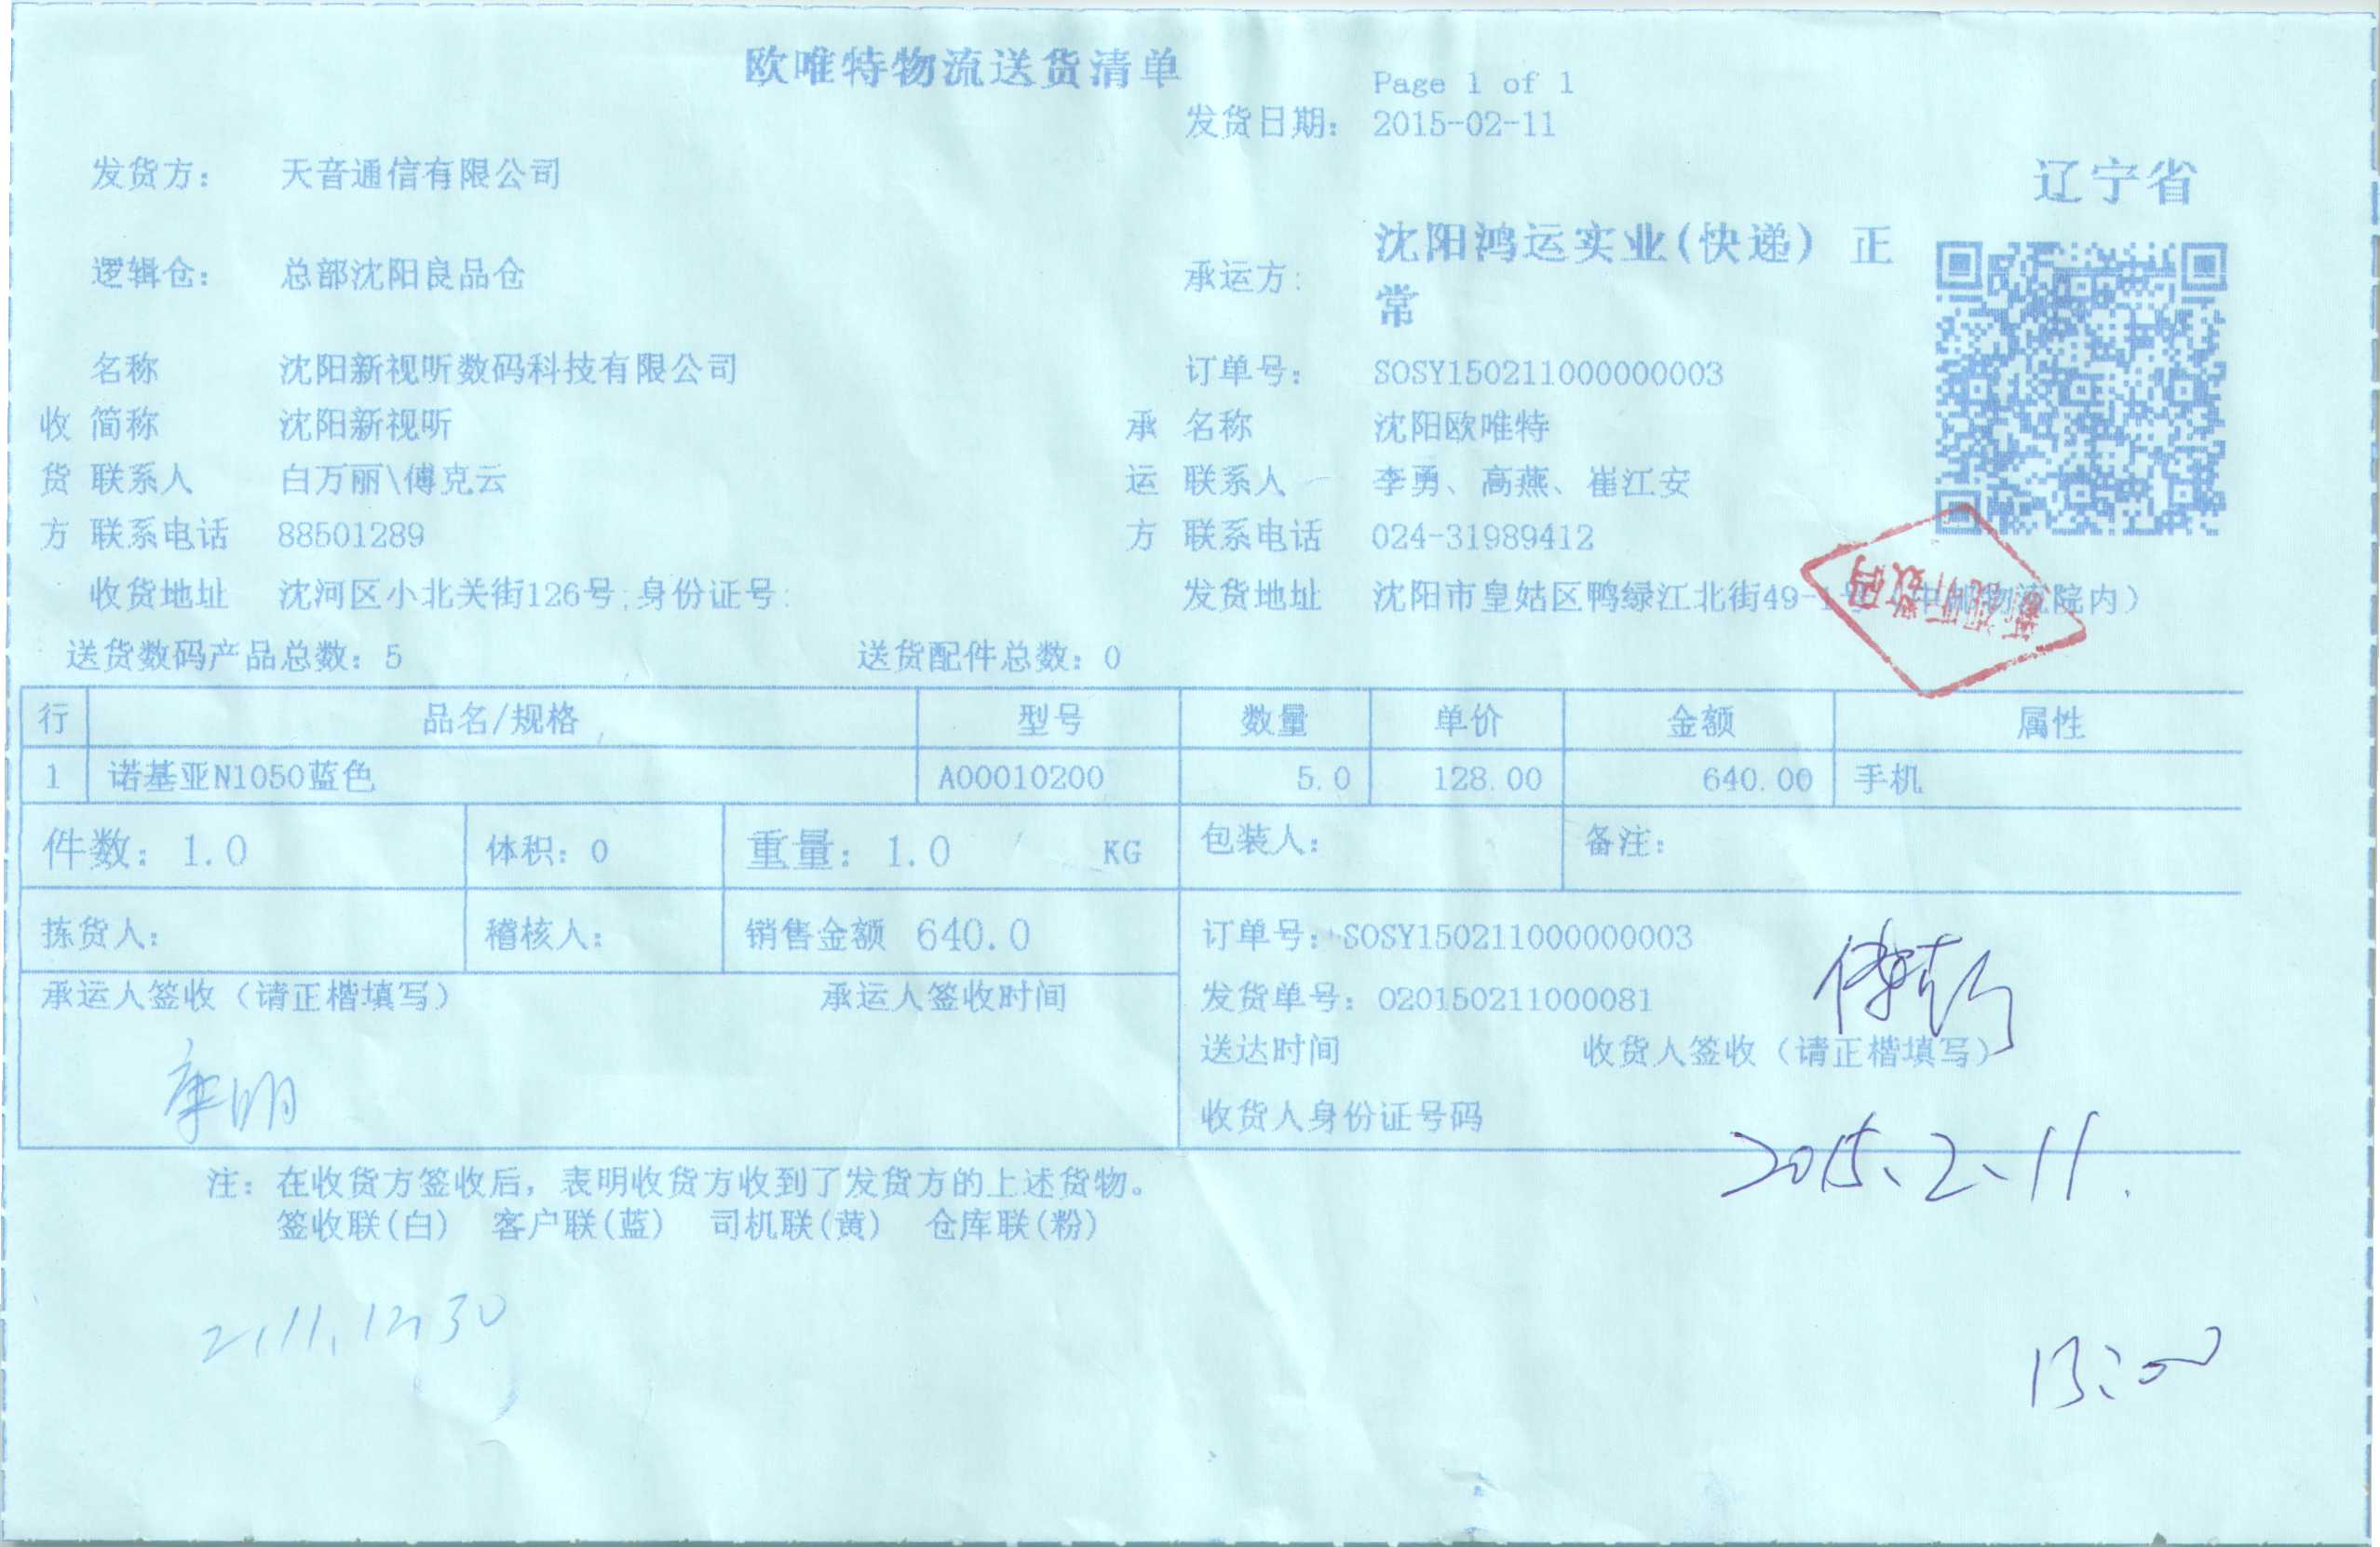 欧唯特物流送货清单
Page 1 of 1
发货日期： 2015-02-11
发货方： 天音通信有限公司
辽宁省
逻辑仓： 总部沈阳良品仓 承运方： 沈阳鸿运实业(快递) 正
常
名称 沈阳新视听数码科技有限公司 订单号： SOSY150211000000003
收 简称 沈阳新视听 承 名称 沈阳欧唯特
货 联系人 白万丽\傅克云 运 联系人 李勇、高燕、崔江安
方 联系电话 88501289 方 联系电话 024-31989412
收货地址 沈河区小北关街126号;身份证号: 发货地址 沈阳市皇姑区鸭绿江北街49-1号（中邮物流院内）
新视听数码
送货数码产品总数：5 送货配件总数：0
行 品名/规格 型号 数量 单价 金额 属性
1 诺基亚N1050蓝色 A00010200 5.0 128.00 640.00 手机
件数：1.0 体积：0 重量：1.0 KG 包装人： 备注：
拣货人： 稽核人： 销售金额 640.0 订单号：SOSY150211000000003
承运人签收（请正楷填写） 承运人签收时间 发货单号：020150211000081
送达时间 收货人签收（请正楷填写）
收货人身份证号码
2015.2.11.
注：在收货方签收后，表明收货方收到了发货方的上述货物。
签收联(白) 客户联(蓝) 司机联(黄) 仓库联(粉)
2.11.12:30
13:00